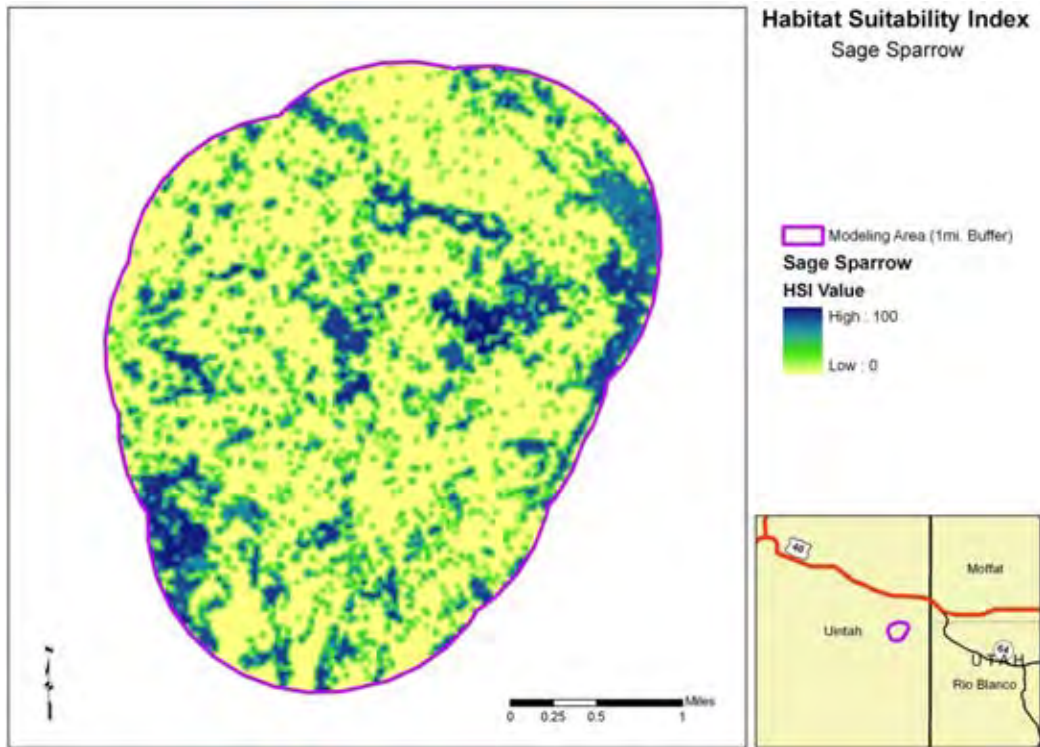 Habitat Suitability Index
Sage Sparrow
Modeling Area (1mi. Buffer)
Sage Sparrow
HSI Value
High : 100
Low : 0
Miles
0 0.25 0.5 1
40
Moffat
Uintah
64
UTAH
Rio Blanco